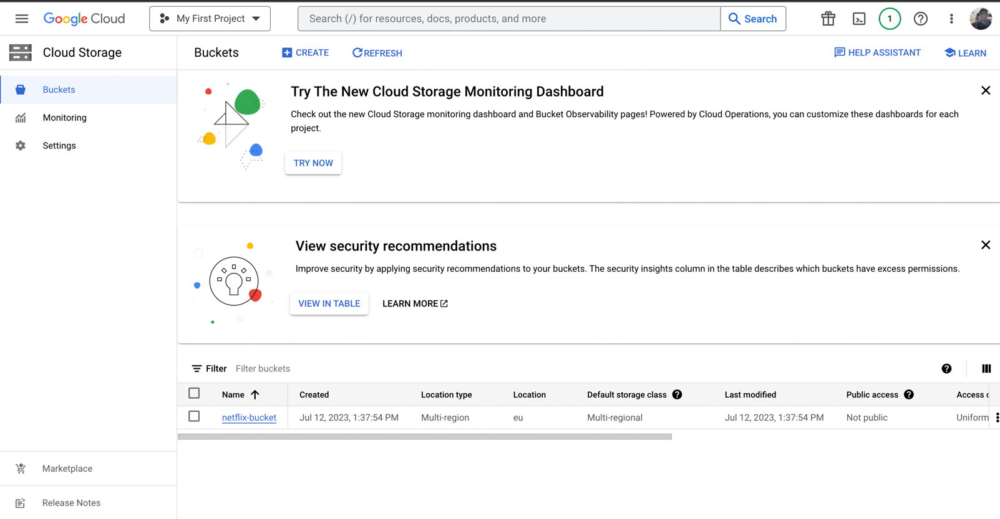 Google Cloud
My First Project
Search (/) for resources, docs, products, and more
Search
1
Cloud Storage
Buckets
CREATE
REFRESH
HELP ASSISTANT
LEARN
Buckets
Monitoring
Settings
Try The New Cloud Storage Monitoring Dashboard
Check out the new Cloud Storage monitoring dashboard and Bucket Observability pages! Powered by Cloud Operations, you can customize these dashboards for each
project.
TRY NOW
View security recommendations
Improve security by applying security recommendations to your buckets. The security insights column in the table describes which buckets have excess permissions.
VIEW IN TABLE
LEARN MORE
Filter Filter buckets
Name Created Location type Location Default storage class Last modified Public access Access
netflix-bucket Jul 12, 2023, 1:37:54 PM Multi-region eu Multi-regional Jul 12, 2023, 1:37:54 PM Not public Uniform
Marketplace
Release Notes